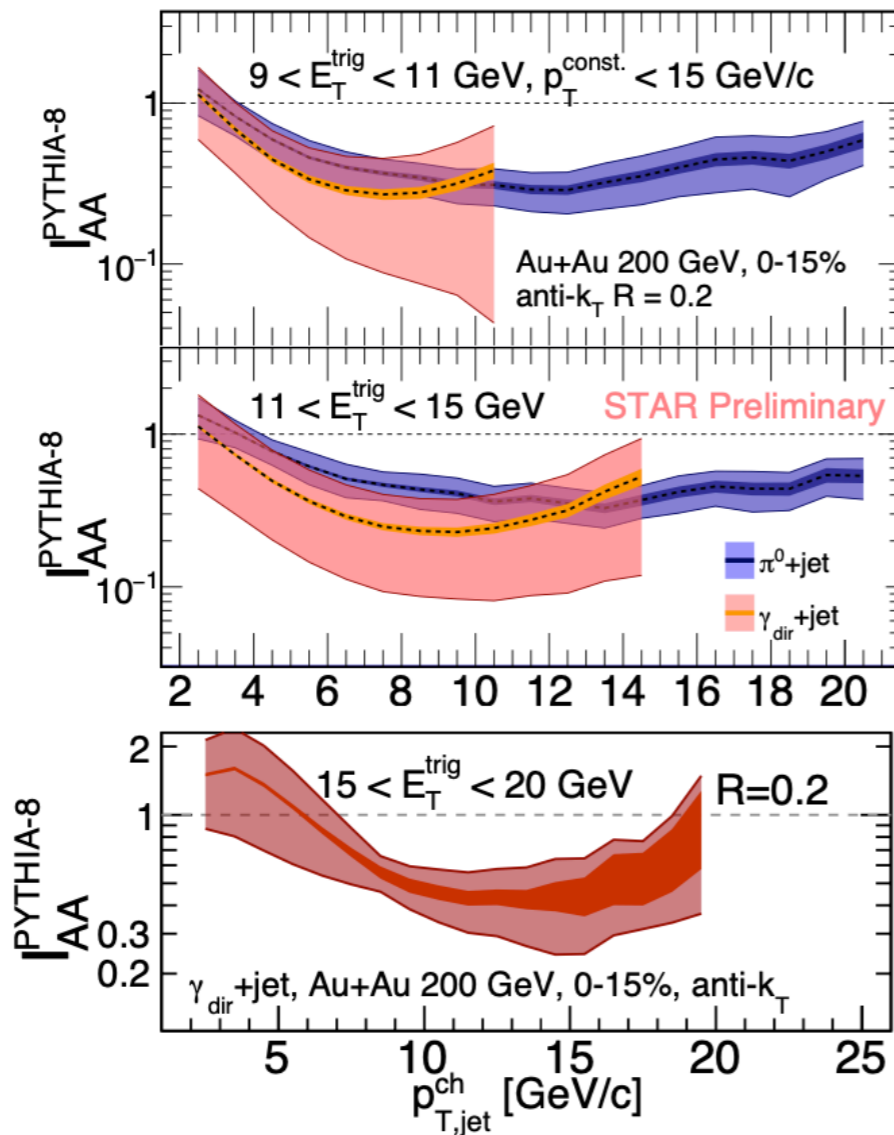 9 < E_T^trig < 11 GeV, p_T^const. < 15 GeV/c
1
10^-1
I_AA^PYTHIA-8
Au+Au 200 GeV, 0-15%
anti-k_T R = 0.2
11 < E_T^trig < 15 GeV
STAR Preliminary
1
10^-1
I_AA^PYTHIA-8
π^0+jet
γ_dir+jet
2 4 6 8 10 12 14 16 18 20
15 < E_T^trig < 20 GeV
R=0.2
2
1
0.3
0.2
I_AA^PYTHIA-8
γ_dir+jet, Au+Au 200 GeV, 0-15%, anti-k_T
5 10 15 20 25
p_T,jet^ch [GeV/c]